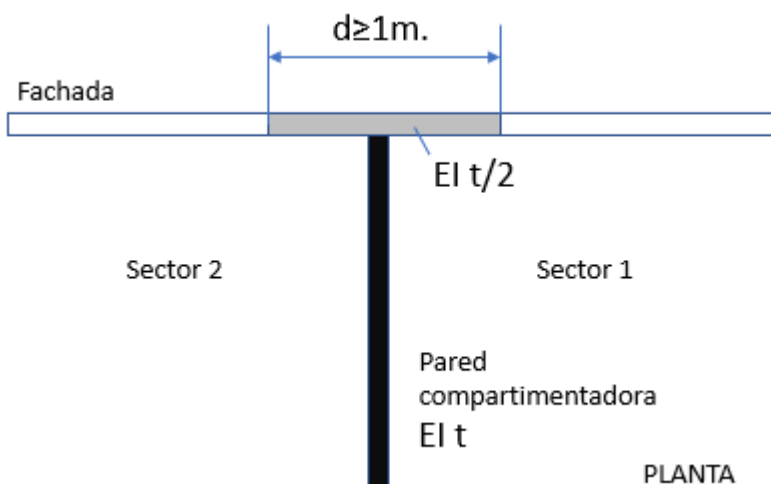 d≥1m.
Fachada
EI t/2
Sector 2
Sector 1
Pared
compartimentadora
EI t
PLANTA